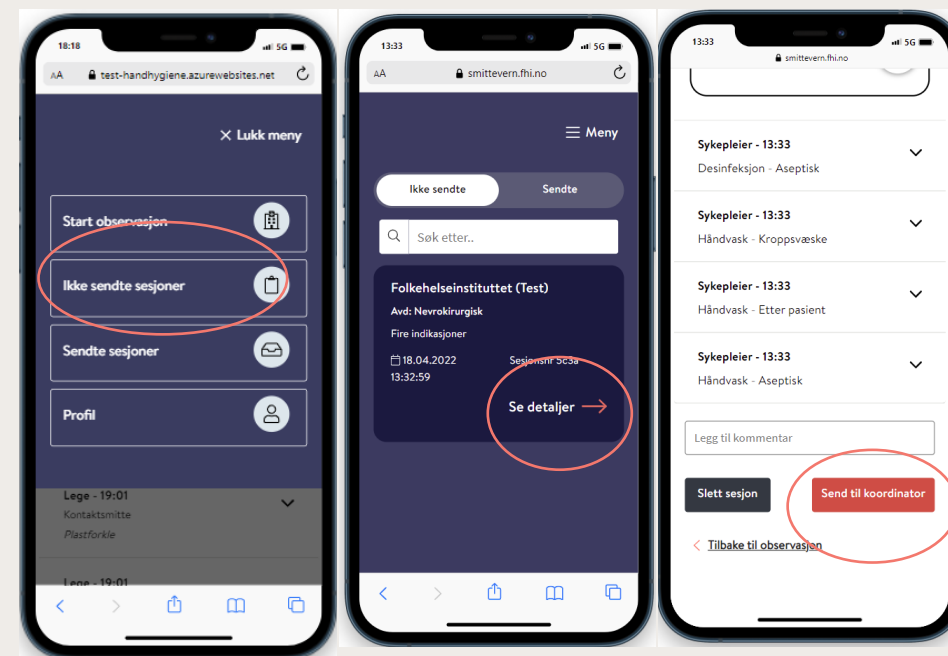 18:18
5G
AA
test-handhygiene.azurewebsites.net
Lukk meny
Start observasjon
Ikke sendte sesjoner
Sendte sesjoner
Profil
Lege - 19:01
Kontaktsmitte
Plastforkle
Lege - 19:01
13:33
5G
AA
smittevern.fhi.no
Meny
Ikke sendte
Sendte
Søk etter..
Folkehelseinstituttet (Test)
Avd: Nevrokirurgisk
Fire indikasjoner
18.04.2022
13:32:59
Sesjonsnr 5c3a
Se detaljer
13:33
5G
smittevern.fhi.no
Sykepleier - 13:33
Desinfeksjon - Aseptisk
Sykepleier - 13:33
Håndvask - Kroppsvæske
Sykepleier - 13:33
Håndvask - Etter pasient
Sykepleier - 13:33
Håndvask - Aseptisk
Legg til kommentar
Slett sesjon
Send til koordinator
Tilbake til observasjon